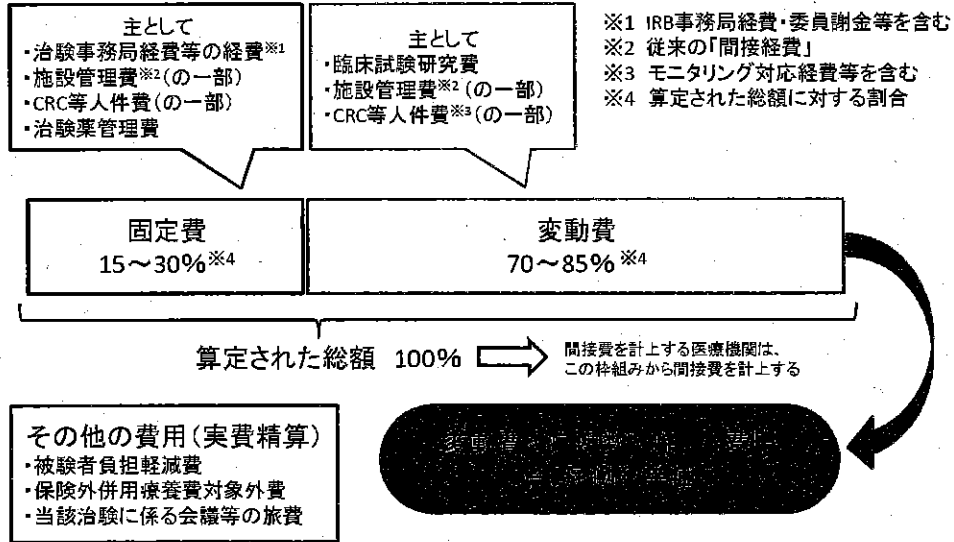 主として
・治験事務局経費等の経費※1
・施設管理費※2(の一部)
・CRC等人件費(の一部)
・治験薬管理費
主として
・臨床試験研究費
・施設管理費※2(の一部)
・CRC等人件費※3(の一部)
※1 IRB事務局経費・委員謝金等を含む
※2 従来の「間接経費」
※3 モニタリング対応経費等を含む
※4 算定された総額に対する割合
固定費
15～30%※4
変動費
70～85%※4
算定された総額 100%
間接費を計上する医療機関は、
この枠組みから間接費を計上する
その他の費用(実費精算)
・被験者負担軽減費
・保険外併用療養費対象外費
・当該治験に係る会議等の旅費